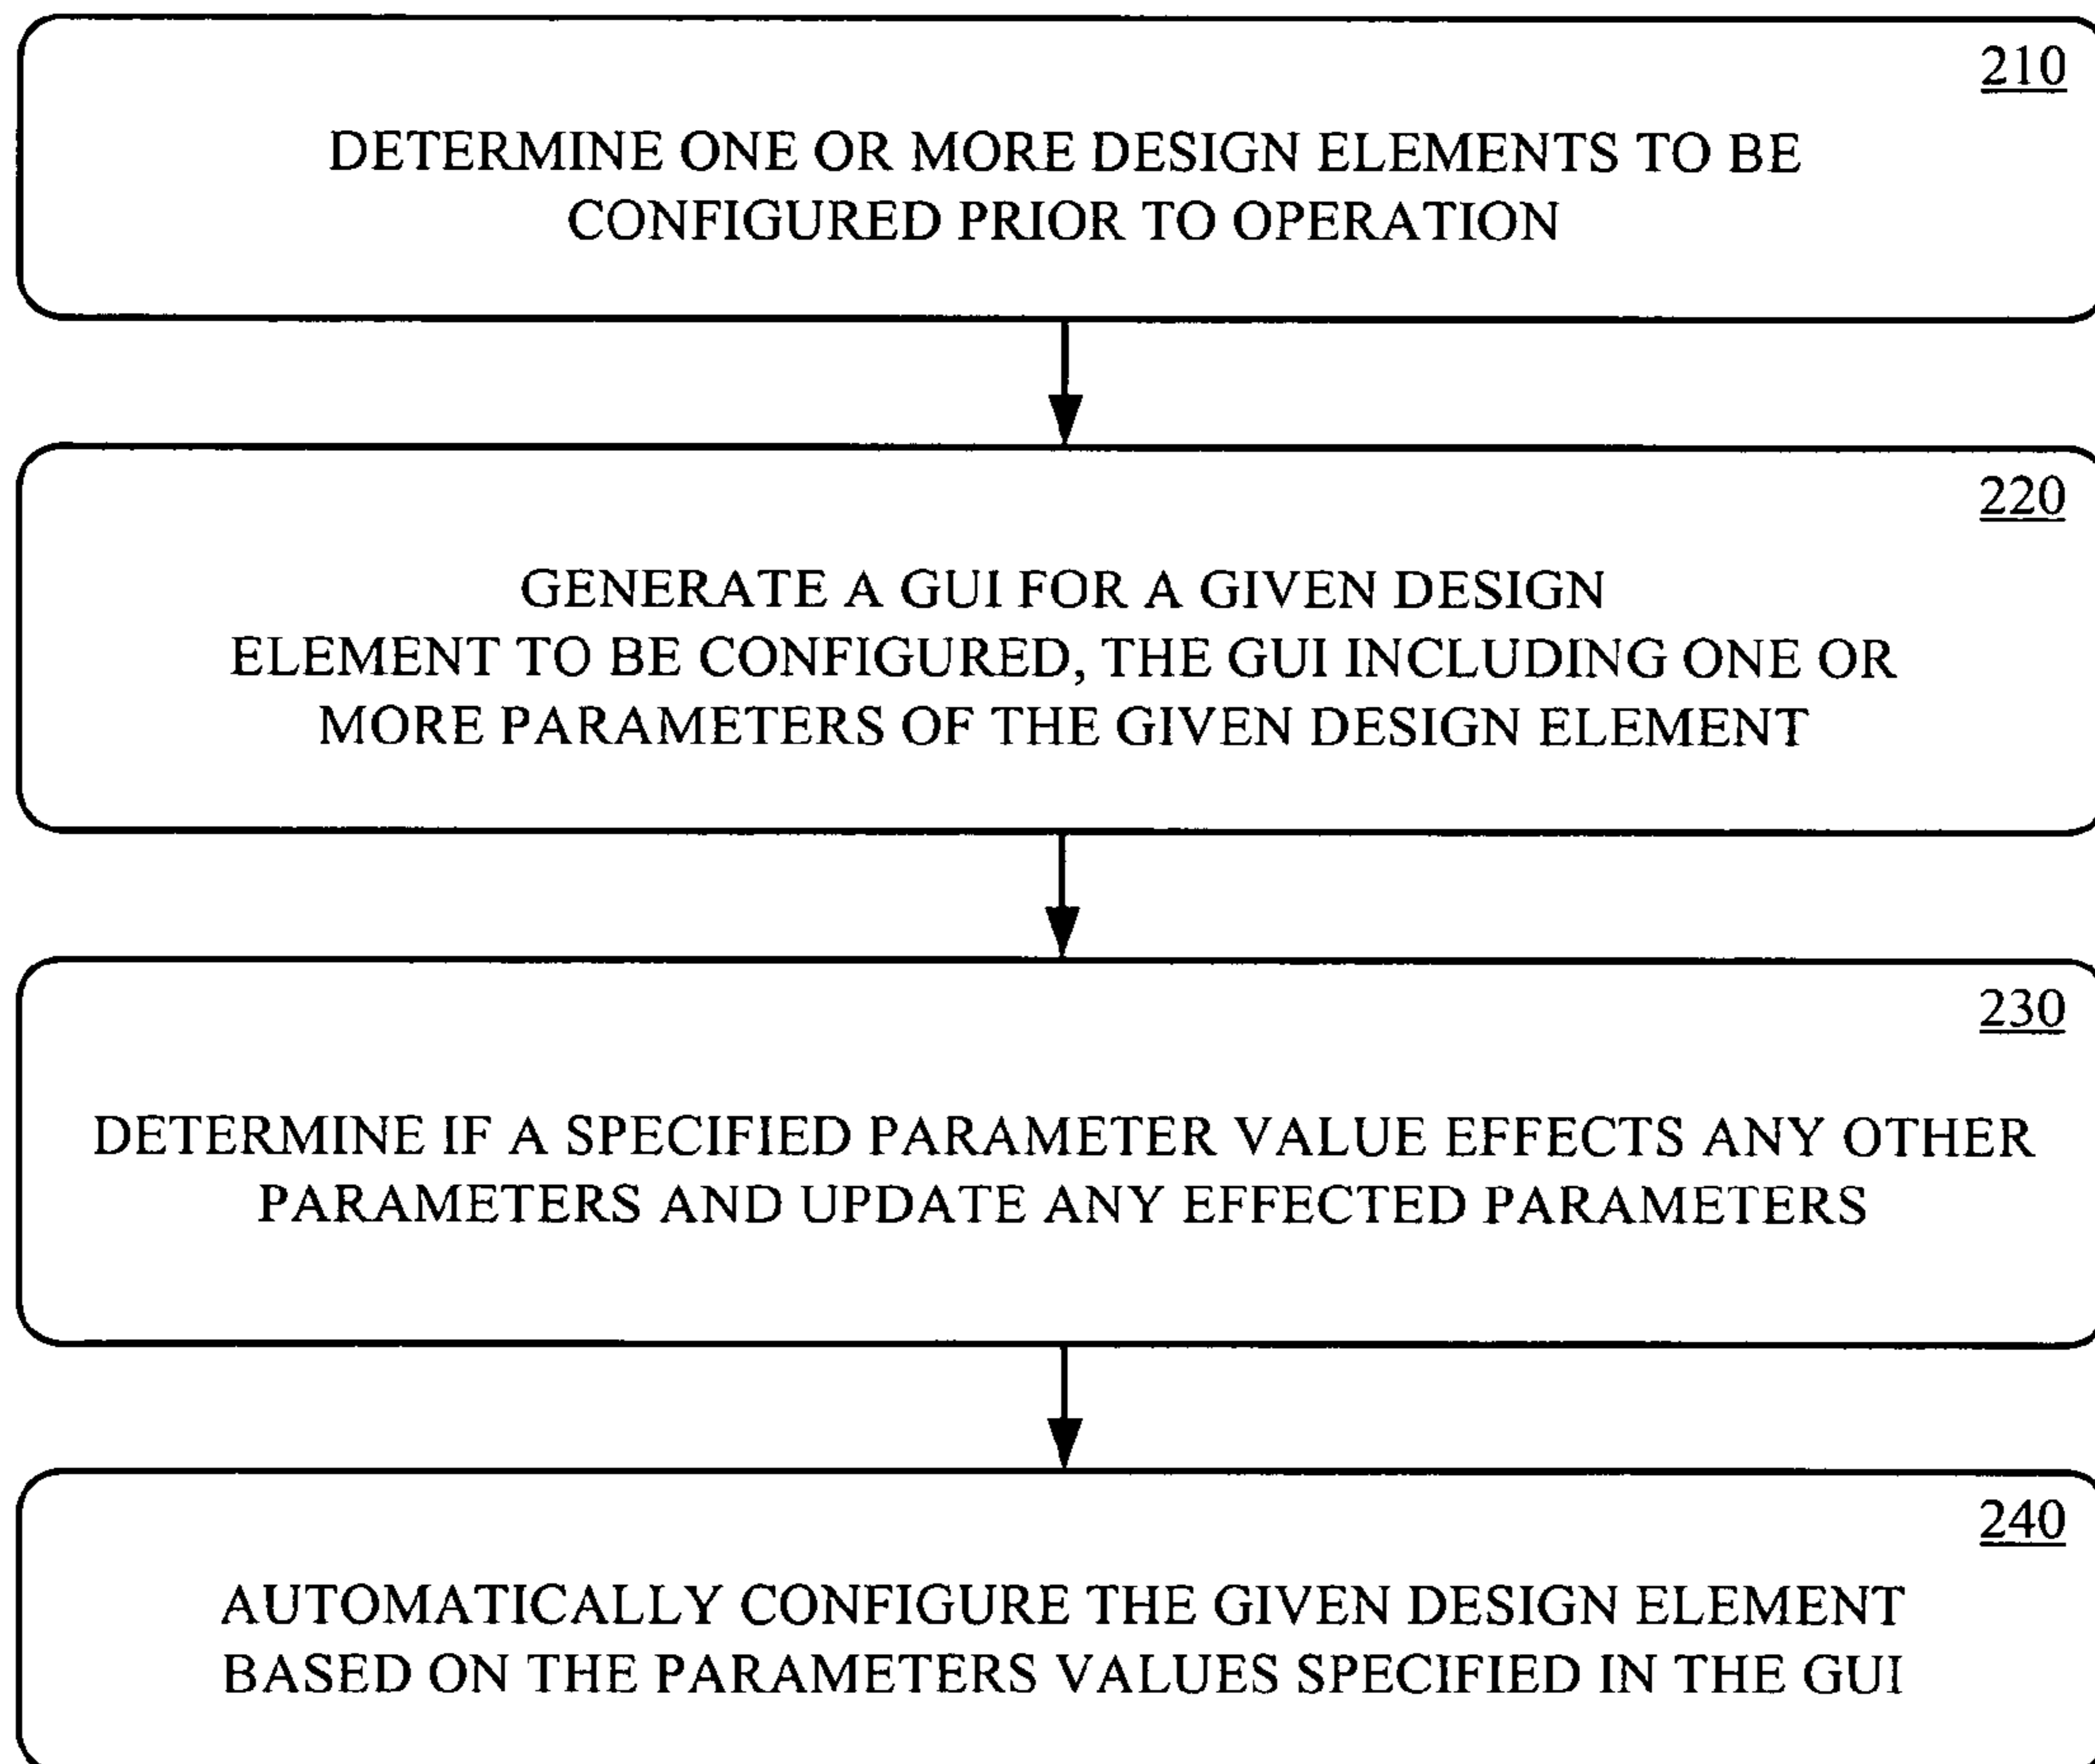 210
DETERMINE ONE OR MORE DESIGN ELEMENTS TO BE
CONFIGURED PRIOR TO OPERATION
220
GENERATE A GUI FOR A GIVEN DESIGN
ELEMENT TO BE CONFIGURED, THE GUI INCLUDING ONE OR
MORE PARAMETERS OF THE GIVEN DESIGN ELEMENT
230
DETERMINE IF A SPECIFIED PARAMETER VALUE EFFECTS ANY OTHER
PARAMETERS AND UPDATE ANY EFFECTED PARAMETERS
240
AUTOMATICALLY CONFIGURE THE GIVEN DESIGN ELEMENT
BASED ON THE PARAMETERS VALUES SPECIFIED IN THE GUI